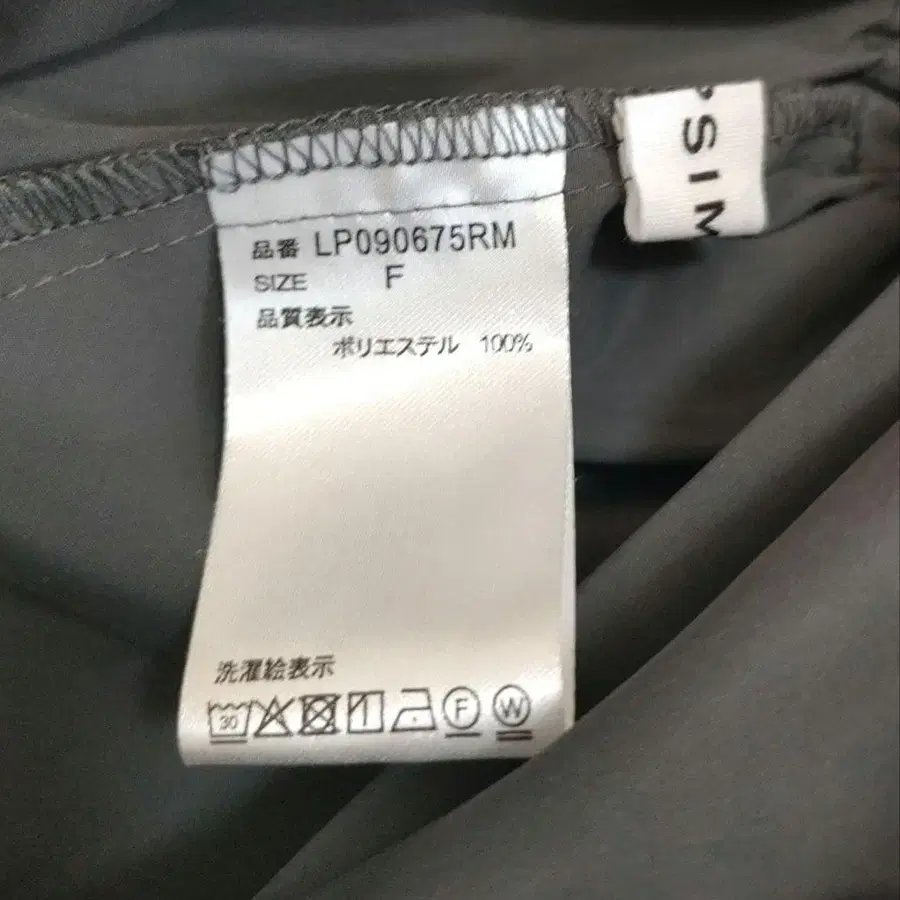 品番 LP090675RM
SIZE F
品質表示
ポリエステル 100%
洗濯絵表示
30 F W
SIM